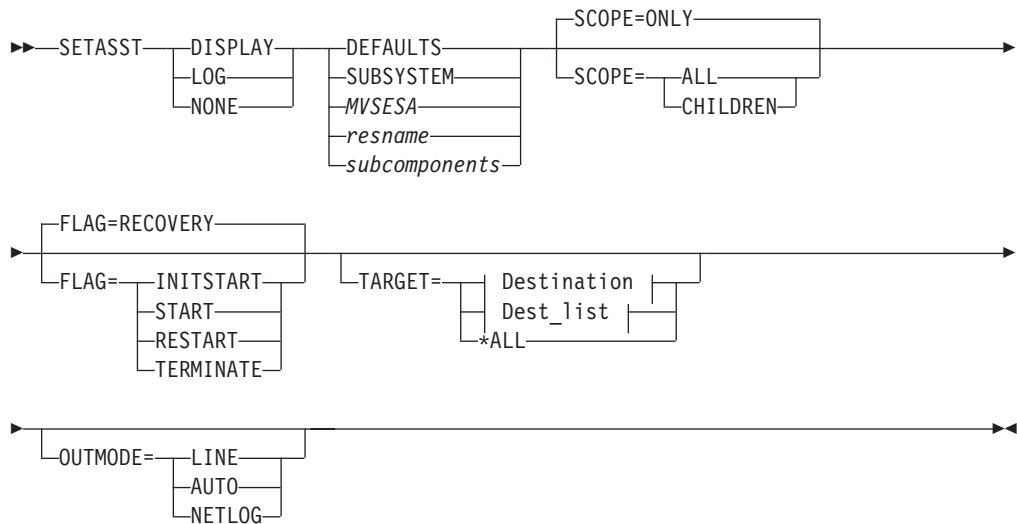 SCOPE=ONLY
SETASST DISPLAY DEFAULTS SCOPE= ALL
LOG SUBSYSTEM CHILDREN
NONE MVSESA
resname
subcomponents
FLAG=RECOVERY
FLAG= INITSTART TARGET= Destination
START Dest_list
RESTART *ALL
TERMINATE
OUTMODE= LINE
AUTO
NETLOG